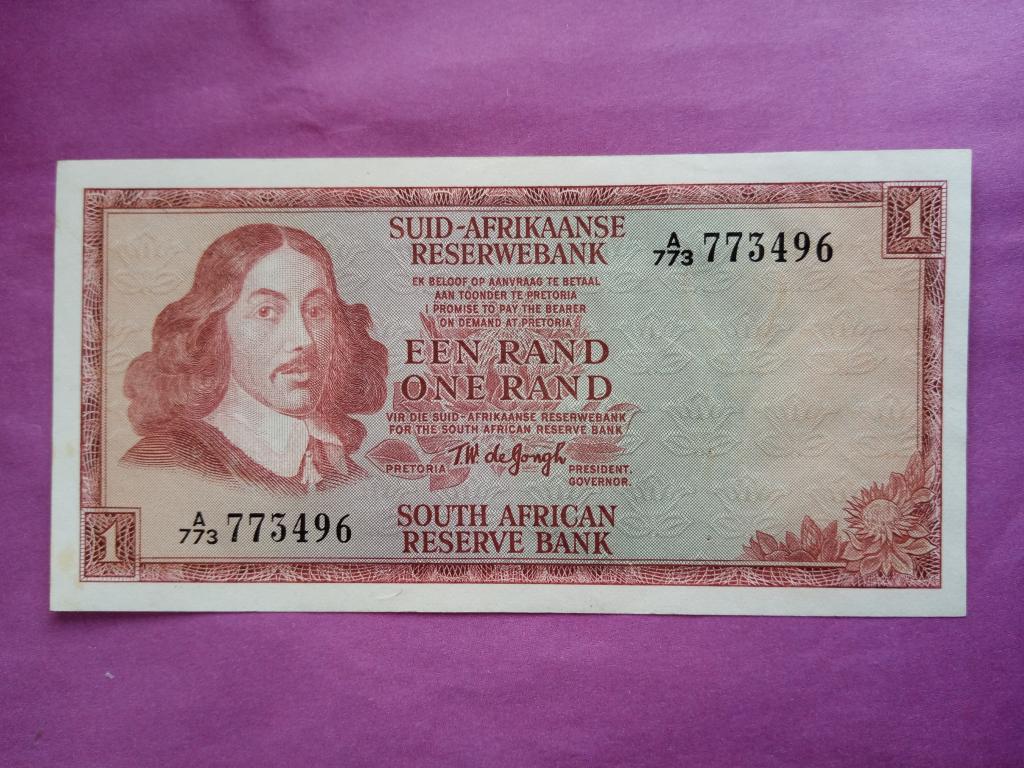 1
SUID-AFRIKAANSE
RESERWEBANK
A/773 773496
EK BELOOF OP AANVRAAG TE BETAAL
AAN TOONDER TE PRETORIA
I PROMISE TO PAY THE BEARER
ON DEMAND AT PRETORIA
EEN RAND
ONE RAND
VIR DIE SUID-AFRIKAANSE RESERWEBANK
FOR THE SOUTH AFRICAN RESERVE BANK
PRETORIA T.W. de Jongh PRESIDENT.
GOVERNOR.
A/773 773496
SOUTH AFRICAN
RESERVE BANK
1